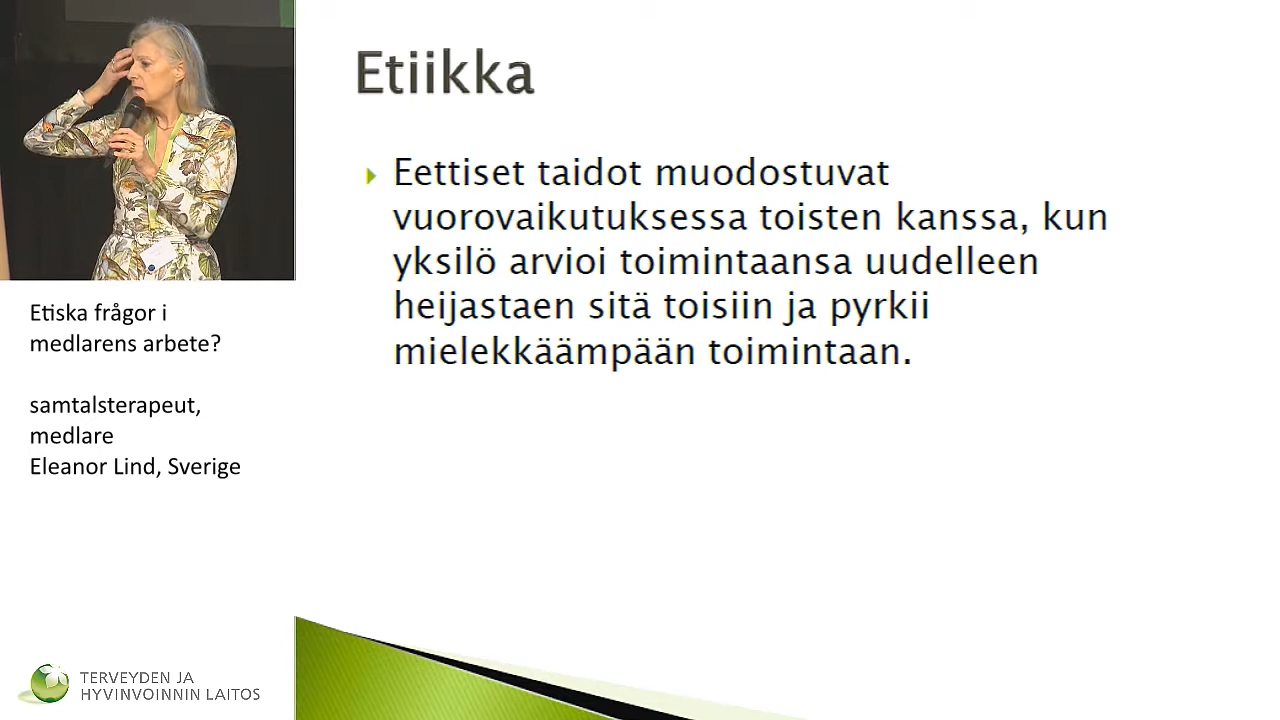 Etiikka
Eettiset taidot muodostuvat
vuorovaikutuksessa toisten kanssa, kun
yksilö arvioi toimintaansa uudelleen
heijastaen sitä toisiin ja pyrkii
mielekkäämpään toimintaan.
Etiska frågor i
medlarens arbete?
samtalsterapeut,
medlare
Eleanor Lind, Sverige
TERVEYDEN JA
HYVINVOINNIN LAITOS